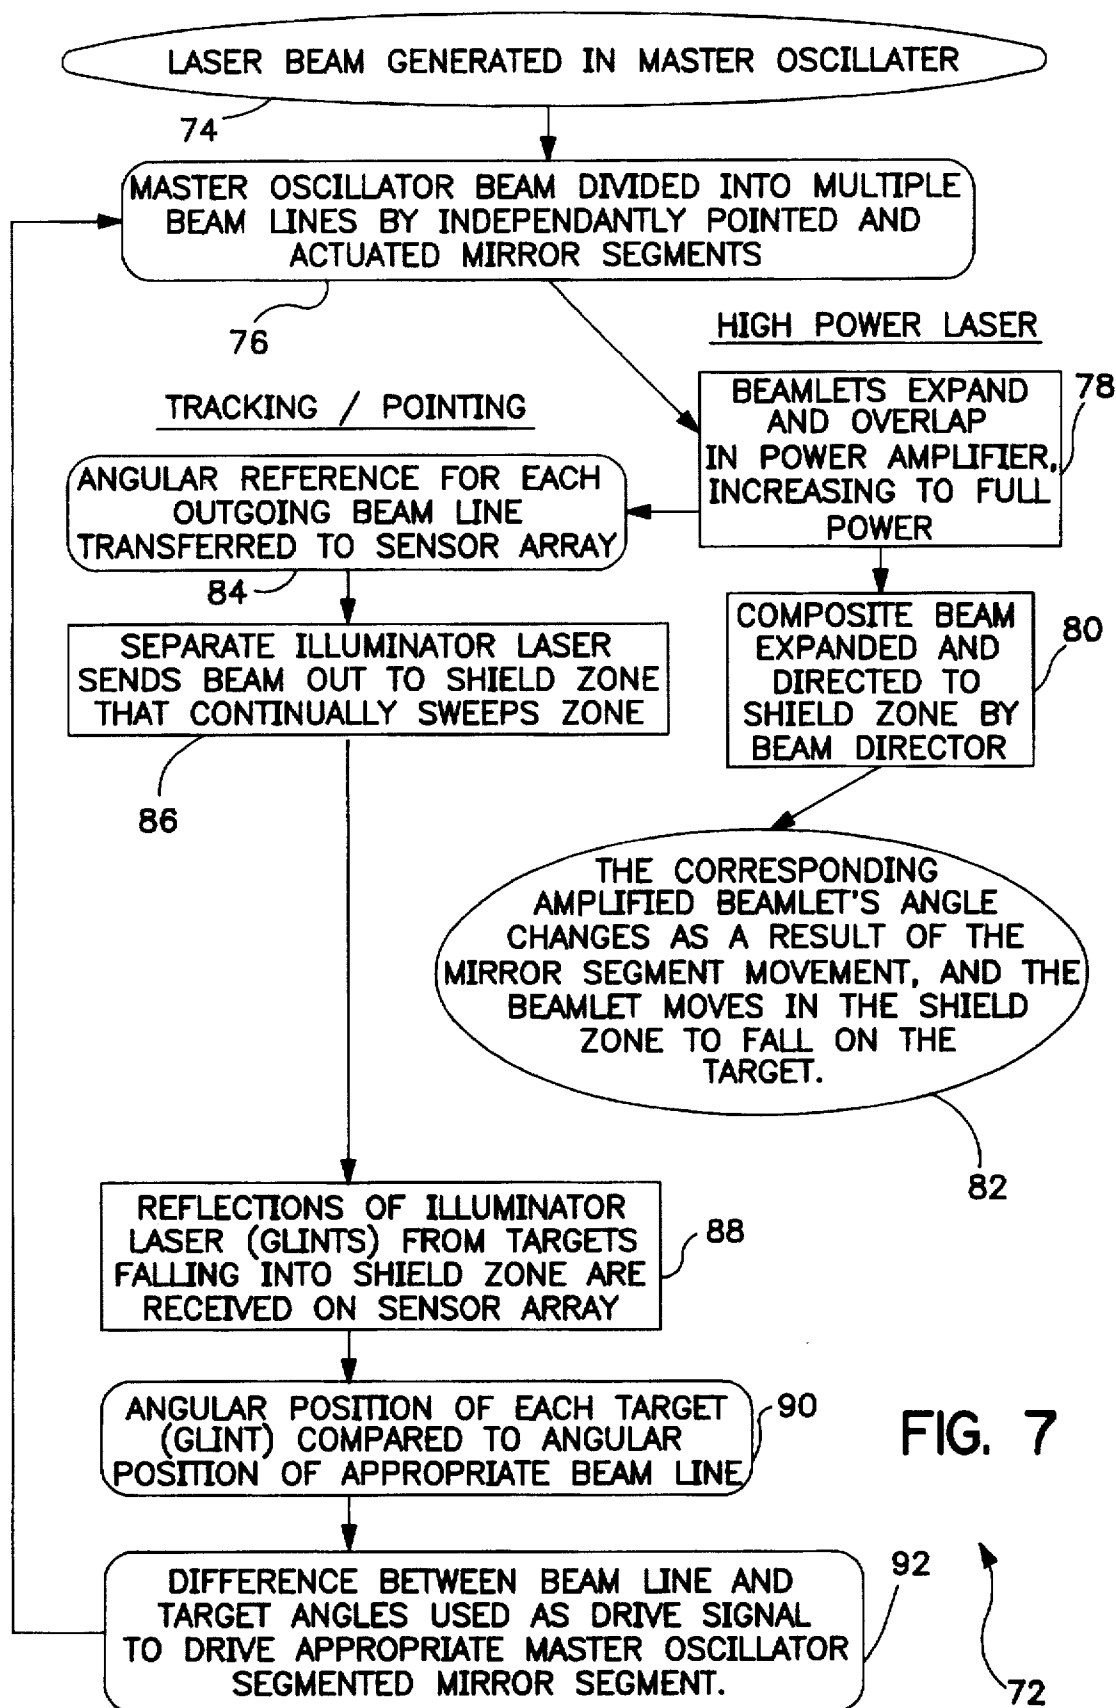 LASER BEAM GENERATED IN MASTER OSCILLATER
74
MASTER OSCILLATOR BEAM DIVIDED INTO MULTIPLE
BEAM LINES BY INDEPENDANTLY POINTED AND
ACTUATED MIRROR SEGMENTS
76
HIGH POWER LASER
BEAMLETS EXPAND
AND OVERLAP
IN POWER AMPLIFIER,
INCREASING TO FULL
POWER
78
TRACKING / POINTING
ANGULAR REFERENCE FOR EACH
OUTGOING BEAM LINE
TRANSFERRED TO SENSOR ARRAY
84
COMPOSITE BEAM
EXPANDED AND
DIRECTED TO
SHIELD ZONE BY
BEAM DIRECTOR
80
SEPARATE ILLUMINATOR LASER
SENDS BEAM OUT TO SHIELD ZONE
THAT CONTINUALLY SWEEPS ZONE
86
THE CORRESPONDING
AMPLIFIED BEAMLET'S ANGLE
CHANGES AS A RESULT OF THE
MIRROR SEGMENT MOVEMENT, AND THE
BEAMLET MOVES IN THE SHIELD
ZONE TO FALL ON THE
TARGET.
82
REFLECTIONS OF ILLUMINATOR
LASER (GLINTS) FROM TARGETS
FALLING INTO SHIELD ZONE ARE
RECEIVED ON SENSOR ARRAY
88
ANGULAR POSITION OF EACH TARGET
(GLINT) COMPARED TO ANGULAR
POSITION OF APPROPRIATE BEAM LINE
90
FIG. 7
DIFFERENCE BETWEEN BEAM LINE AND
TARGET ANGLES USED AS DRIVE SIGNAL
TO DRIVE APPROPRIATE MASTER OSCILLATOR
SEGMENTED MIRROR SEGMENT.
92
72